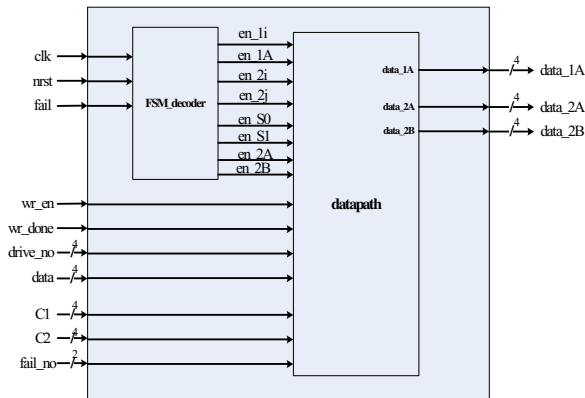 clk
nrst
fail
wr_en
wr_done
drive_no
4
data
4
C1
4
C2
4
fail_no
2
FSM_decoder
en_1i
en_1A
en_2i
en_2j
en_S0
en_S1
en_2A
en_2B
datapath
data_1A
data_2A
data_2B
4
data_1A
4
data_2A
4
data_2B